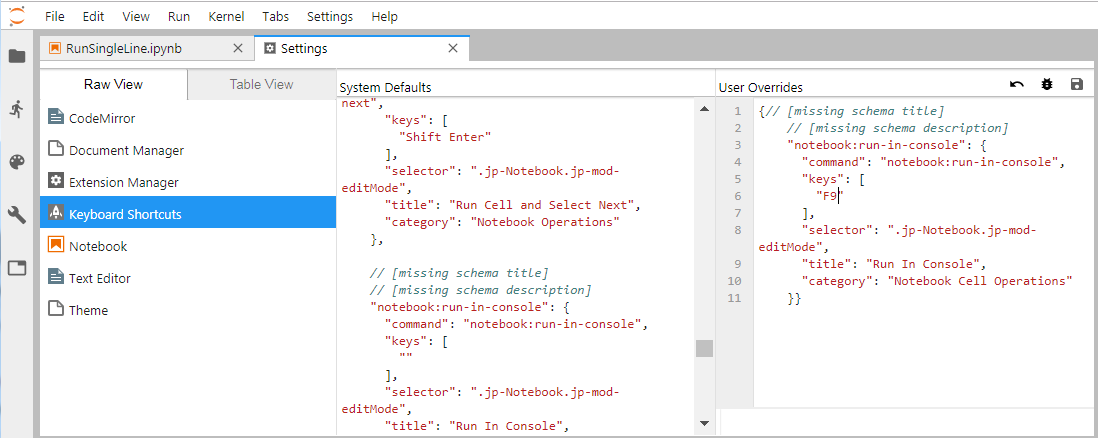 File Edit View Run Kernel Tabs Settings Help
RunSingleLine.ipynb
Settings
Raw View
Table View
CodeMirror
Document Manager
Extension Manager
Keyboard Shortcuts
Notebook
Text Editor
Theme
System Defaults
next",
"keys": [
"Shift Enter"
],
"selector": ".jp-Notebook.jp-mod-
editMode",
"title": "Run Cell and Select Next",
"category": "Notebook Operations"
},
// [missing schema title]
// [missing schema description]
"notebook:run-in-console": {
"command": "notebook:run-in-console",
"keys": [
""
],
"selector": ".jp-Notebook.jp-mod-
editMode",
"title": "Run In Console",
User Overrides
1 {// [missing schema title]
2 // [missing schema description]
3 "notebook:run-in-console": {
4 "command": "notebook:run-in-console",
5 "keys": [
6 "F9"
7 ],
8 "selector": ".jp-Notebook.jp-mod-
editMode",
9 "title": "Run In Console",
10 "category": "Notebook Cell Operations"
11 }}